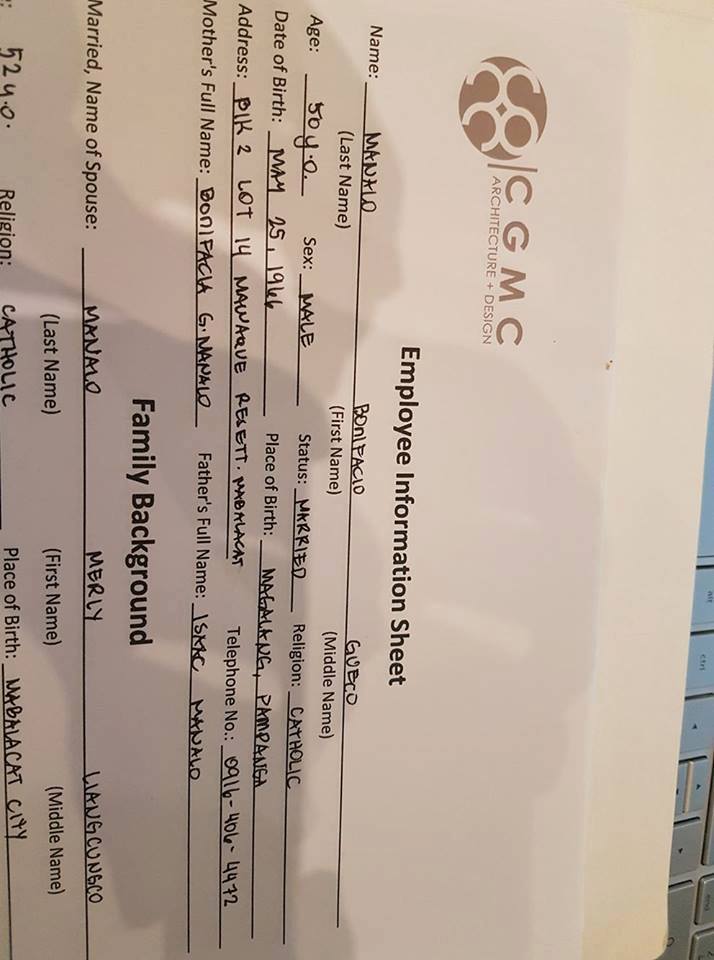 alt ctrl end
CGMC
ARCHITECTURE + DESIGN
Employee Information Sheet
Name: MANALO BONIFACIO GUECO
(Last Name) (First Name) (Middle Name)
Age: 50 y.o. Sex: MALE Status: MARRIED Religion: CATHOLIC
Date of Birth: MAY 25, 1966 Place of Birth: MAGALANG, PAMPANGA
Address: BlK 2 LOT 14 MAWAQUE RESETT. MABALACAT Telephone No.: 0916-406-4472
Mother's Full Name: BONIFACIA G. MANALO Father's Full Name: ISAAC MANALO
Family Background
Married, Name of Spouse: MANALO MERLY LIANGCUNGCO
(Last Name) (First Name) (Middle Name)
52 y.o. Religion: CATHOLIC Place of Birth: MABALACAT CITY